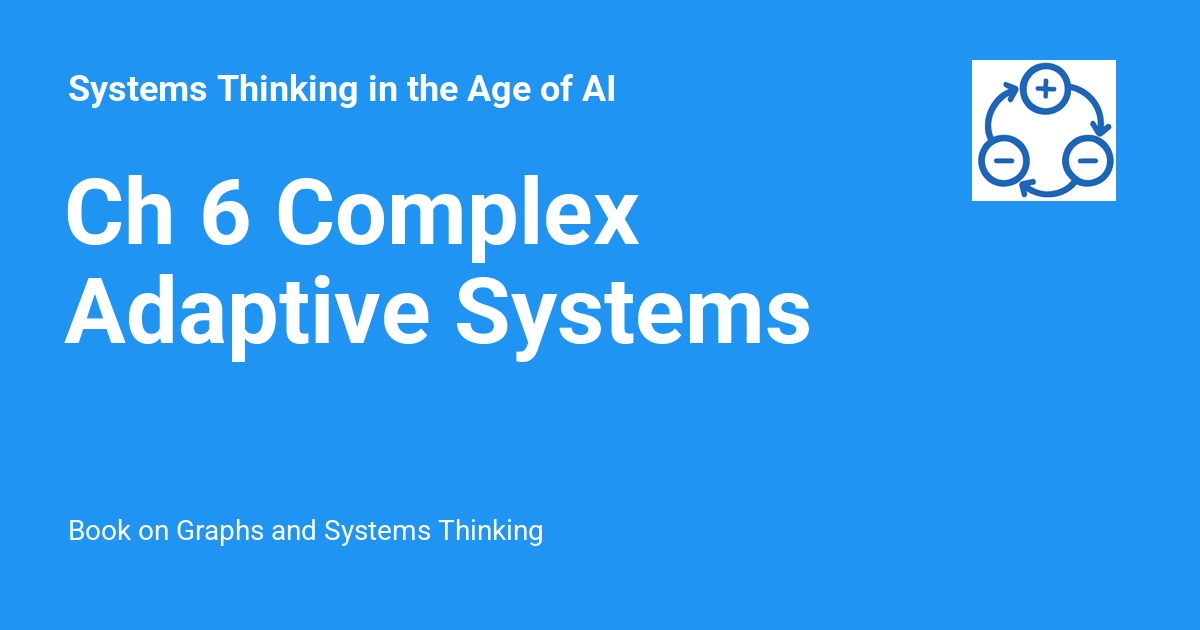 Systems Thinking in the Age of AI
Ch 6 Complex
Adaptive Systems
Book on Graphs and Systems Thinking